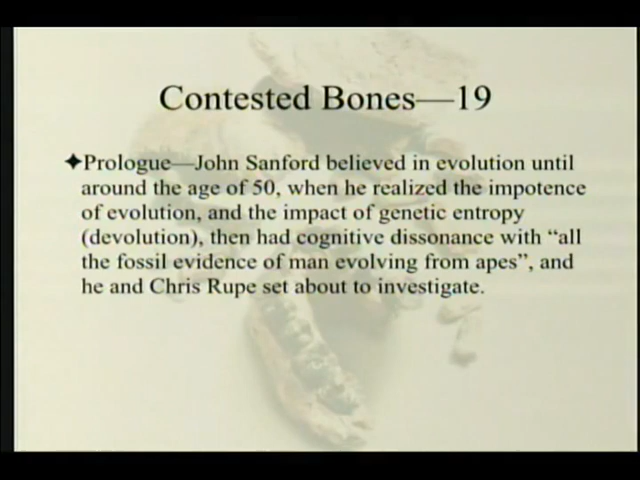 Contested Bones—19
✦Prologue—John Sanford believed in evolution until
around the age of 50, when he realized the impotence
of evolution, and the impact of genetic entropy
(devolution), then had cognitive dissonance with “all
the fossil evidence of man evolving from apes”, and
he and Chris Rupe set about to investigate.